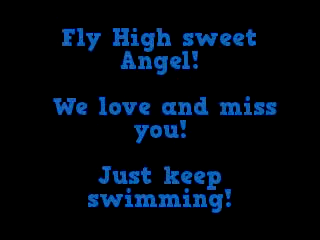 Fly High sweet
Angel!
We love and miss
you!
Just keep
swimming!